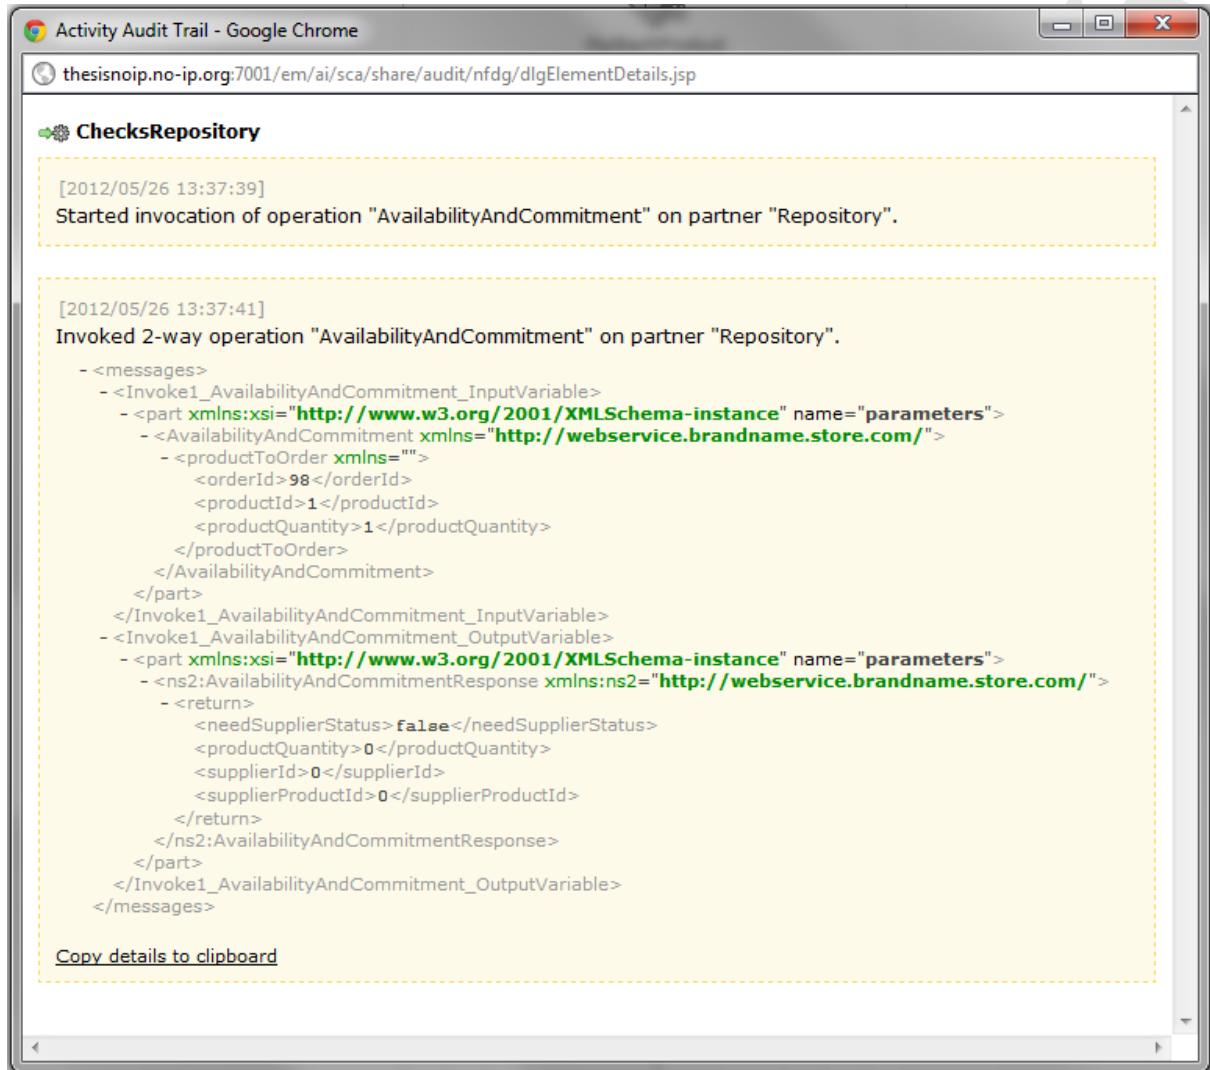 Activity Audit Trail - Google Chrome
thesisnoip.no-ip.org:7001/em/ai/sca/share/audit/nfdg/dlgElementDetails.jsp
ChecksRepository
[2012/05/26 13:37:39]
Started invocation of operation "AvailabilityAndCommitment" on partner "Repository".
[2012/05/26 13:37:41]
Invoked 2-way operation "AvailabilityAndCommitment" on partner "Repository".
- <messages>
- <Invoke1_AvailabilityAndCommitment_InputVariable>
- <part xmlns:xsi="http://www.w3.org/2001/XMLSchema-instance" name="parameters">
- <AvailabilityAndCommitment xmlns="http://webservice.brandname.store.com/">
- <productToOrder xmlns="">
<orderId>98</orderId>
<productId>1</productId>
<productQuantity>1</productQuantity>
</productToOrder>
</AvailabilityAndCommitment>
</part>
</Invoke1_AvailabilityAndCommitment_InputVariable>
- <Invoke1_AvailabilityAndCommitment_OutputVariable>
- <part xmlns:xsi="http://www.w3.org/2001/XMLSchema-instance" name="parameters">
- <ns2:AvailabilityAndCommitmentResponse xmlns:ns2="http://webservice.brandname.store.com/">
- <return>
<needSupplierStatus>false</needSupplierStatus>
<productQuantity>0</productQuantity>
<supplierId>0</supplierId>
<supplierProductId>0</supplierProductId>
</return>
</ns2:AvailabilityAndCommitmentResponse>
</part>
</Invoke1_AvailabilityAndCommitment_OutputVariable>
</messages>
Copy details to clipboard